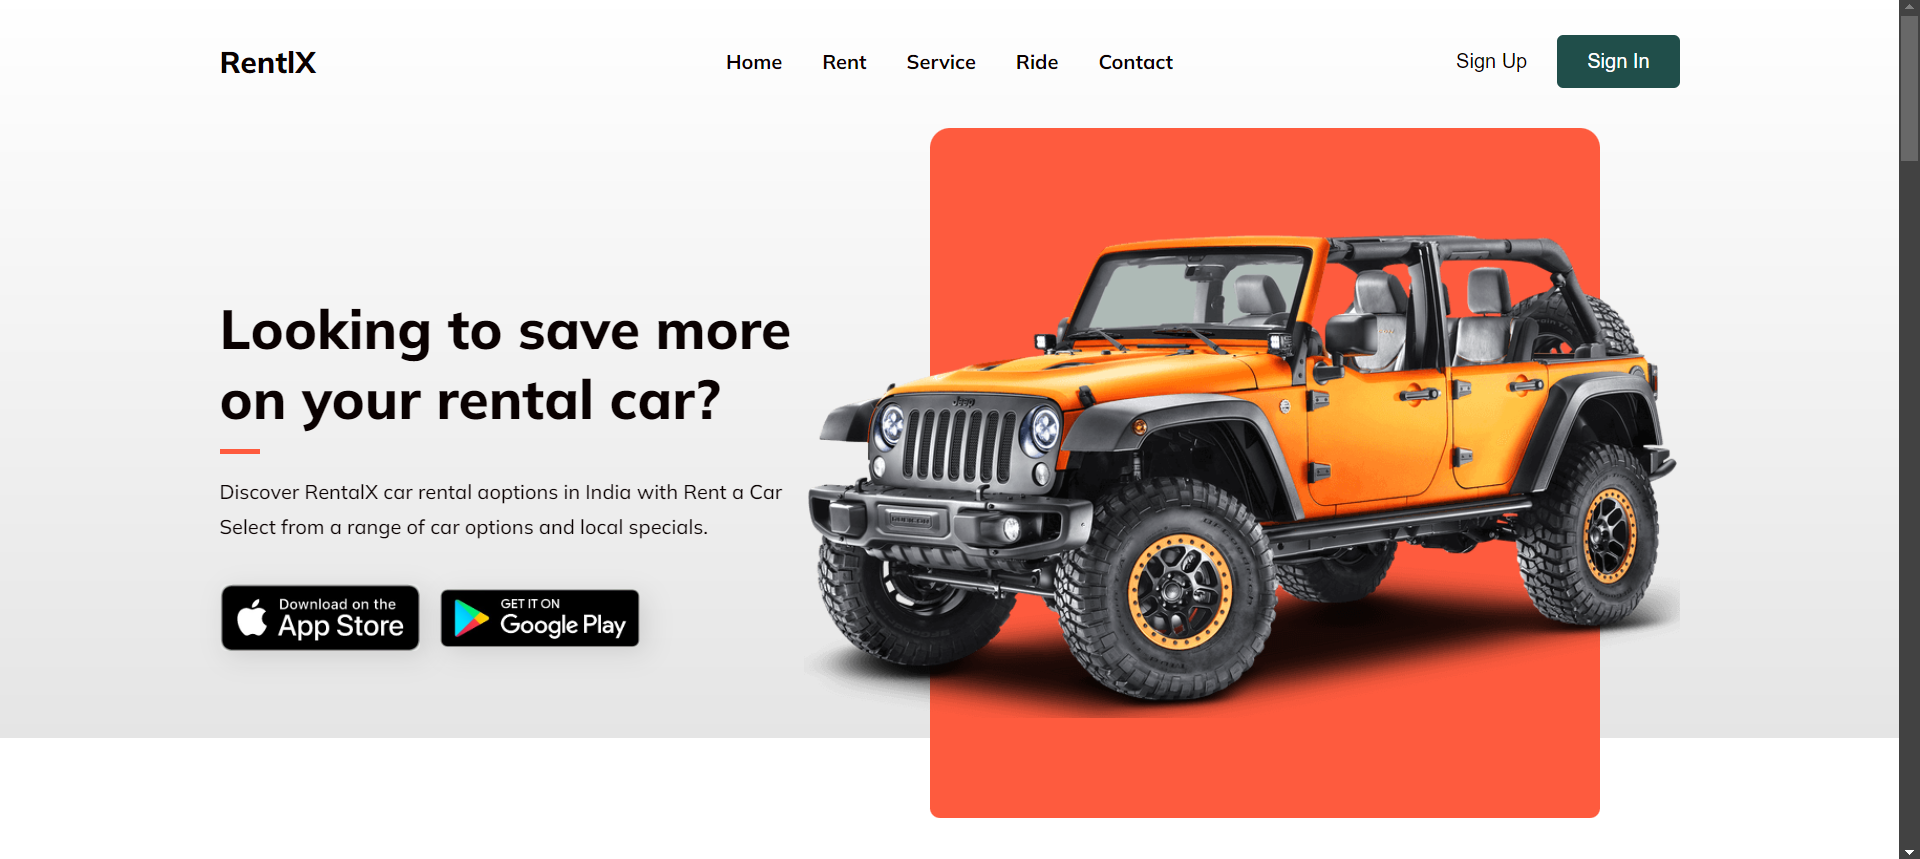 RentlX
Home Rent Service Ride Contact
Sign Up Sign In
Looking to save more
on your rental car?
Discover RentalX car rental aoptions in India with Rent a Car
Select from a range of car options and local specials.
Download on the
App Store
GET IT ON
Google Play
Jeep